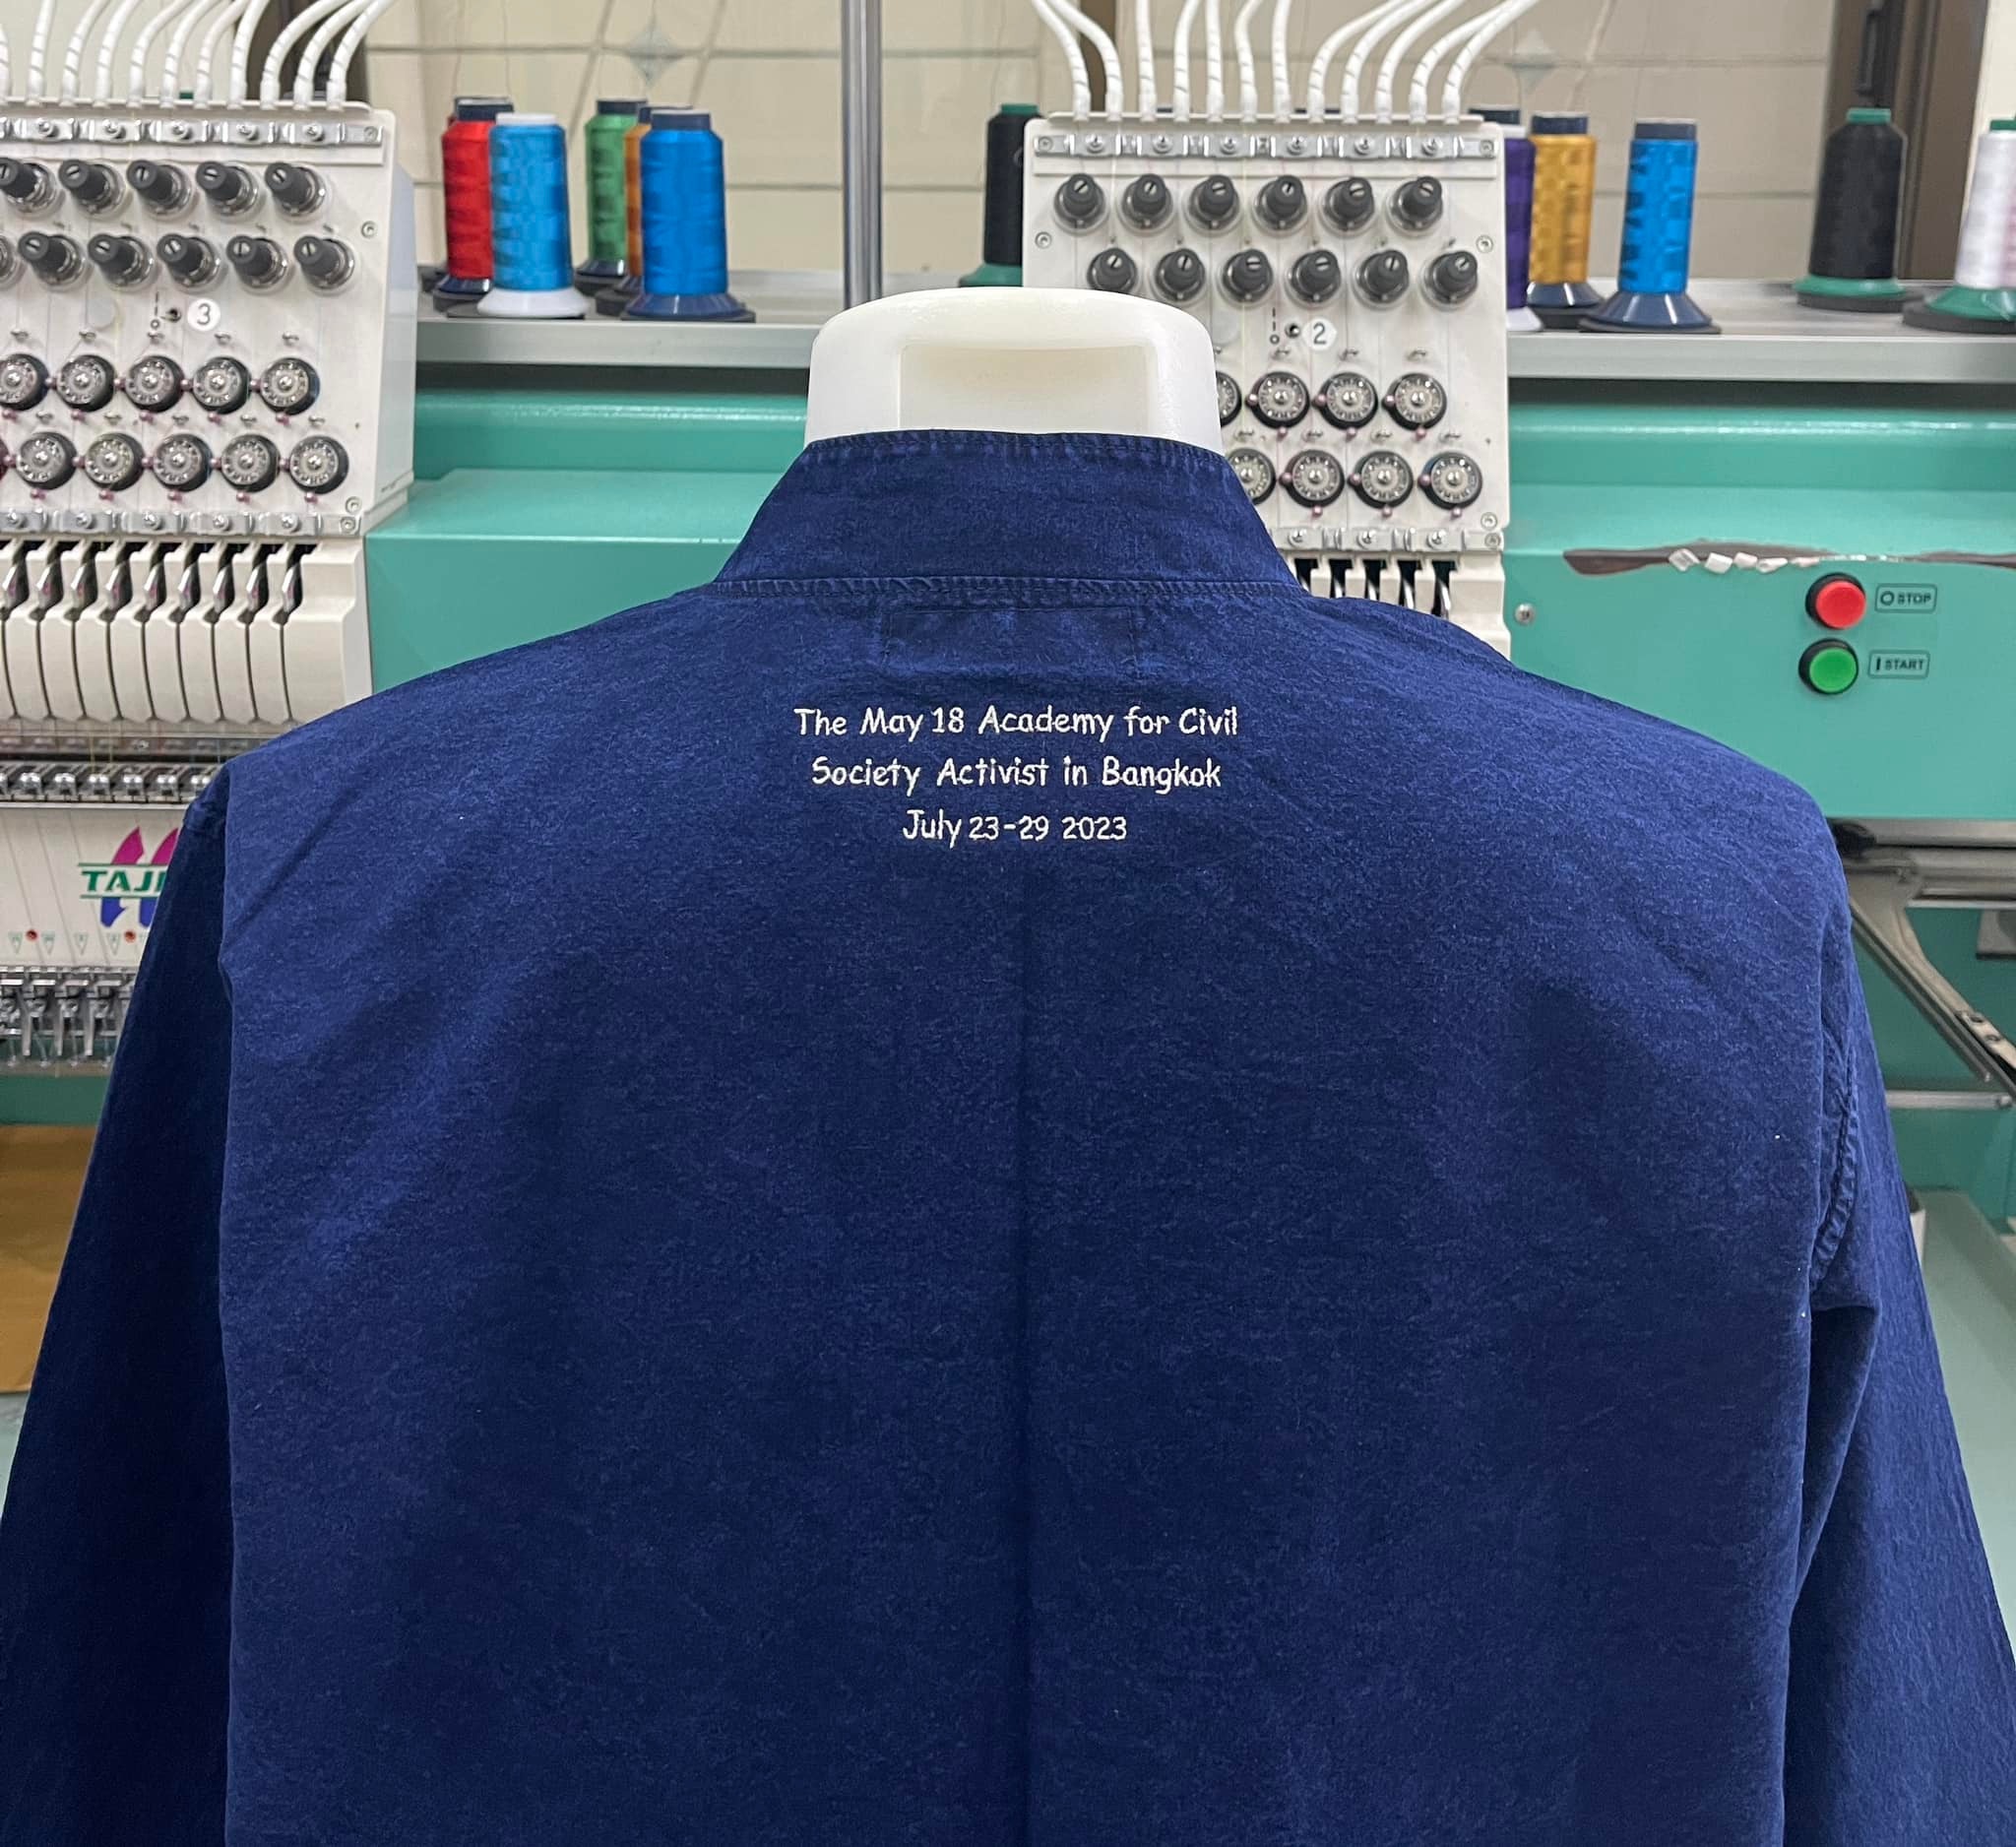 3
2
STOP
START
The May 18 Academy for Civil
Society Activist in Bangkok
July 23-29 2023